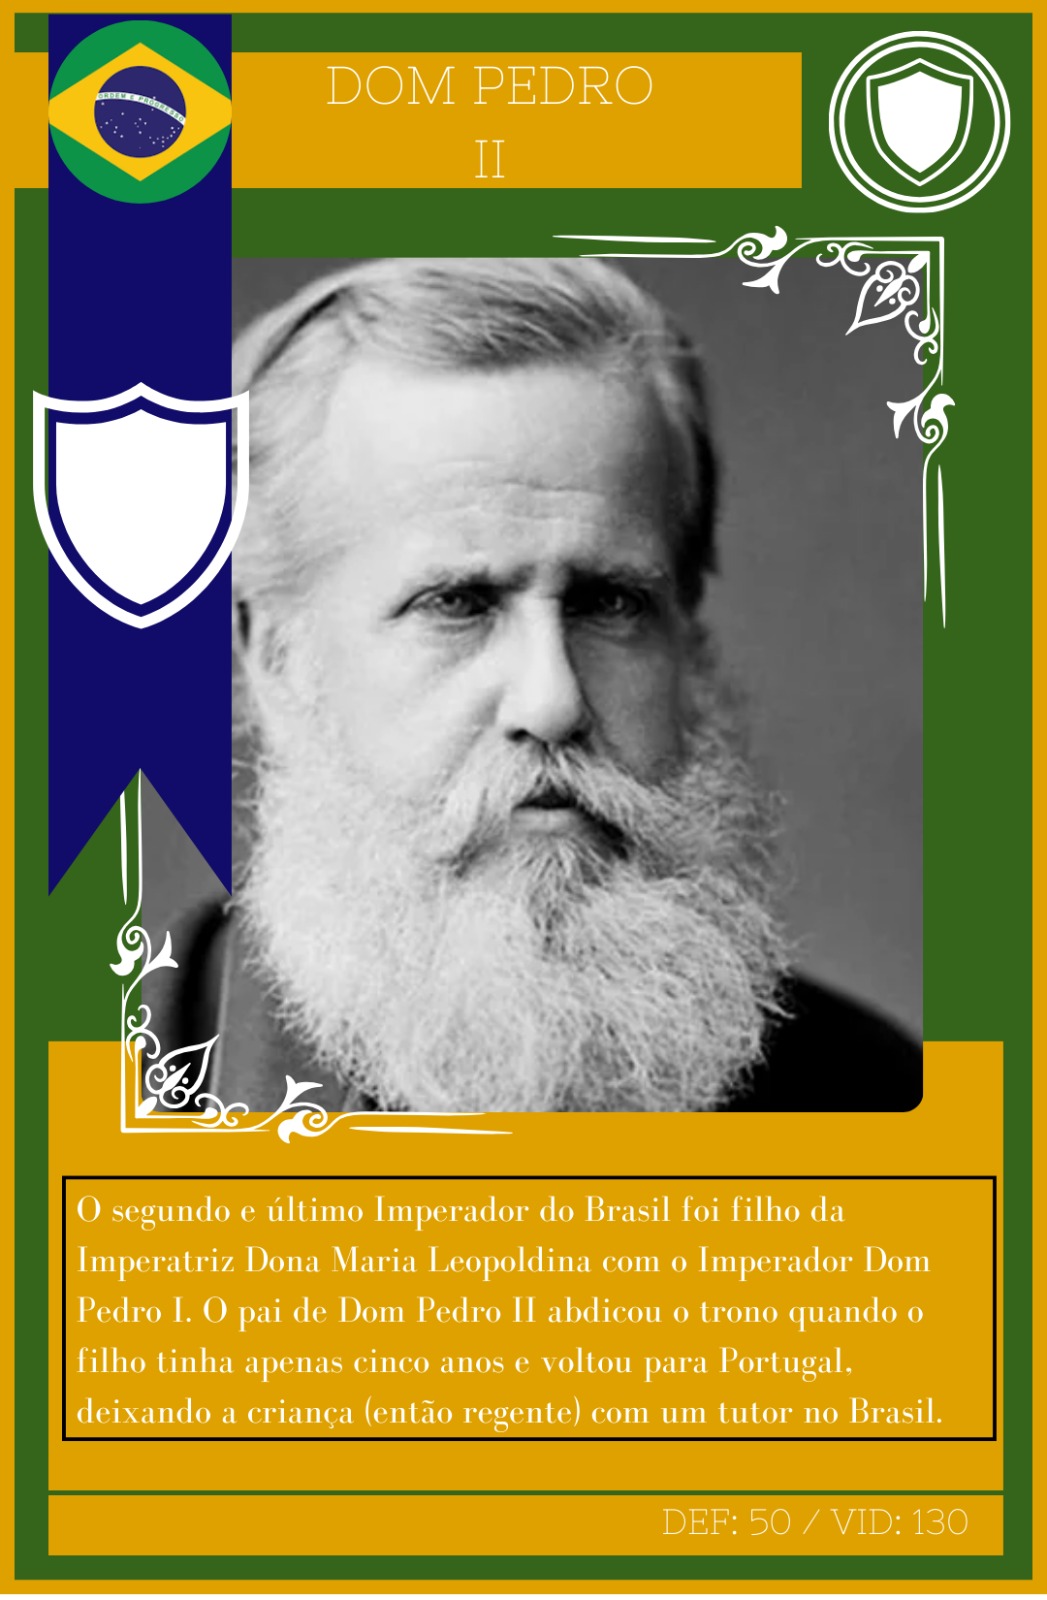 ORDEM E PROGRESSO
DOM PEDRO
II
O segundo e último Imperador do Brasil foi filho da
Imperatriz Dona Maria Leopoldina com o Imperador Dom
Pedro I. O pai de Dom Pedro II abdicou o trono quando o
filho tinha apenas cinco anos e voltou para Portugal,
deixando a criança (então regente) com um tutor no Brasil.
DEF: 50 / VID: 130